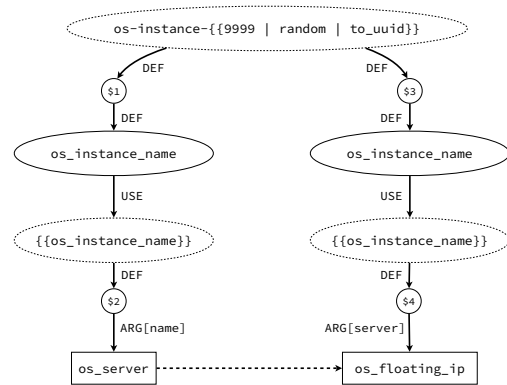 os-instance-{{9999 | random | to_uuid}}
DEF DEF
$1 $3
DEF DEF
os_instance_name os_instance_name
USE USE
{{os_instance_name}} {{os_instance_name}}
DEF DEF
$2 $4
ARG[name] ARG[server]
os_server os_floating_ip